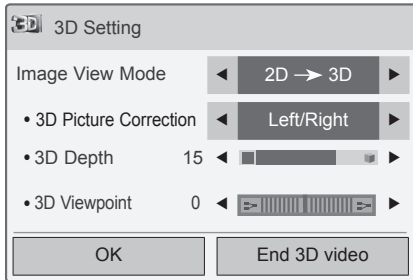 3D 3D Setting
Image View Mode ◄ 2D → 3D ►
• 3D Picture Correction ◄ Left/Right ►
• 3D Depth 15 ◄ ►
• 3D Viewpoint 0 ◄ ►
OK End 3D video